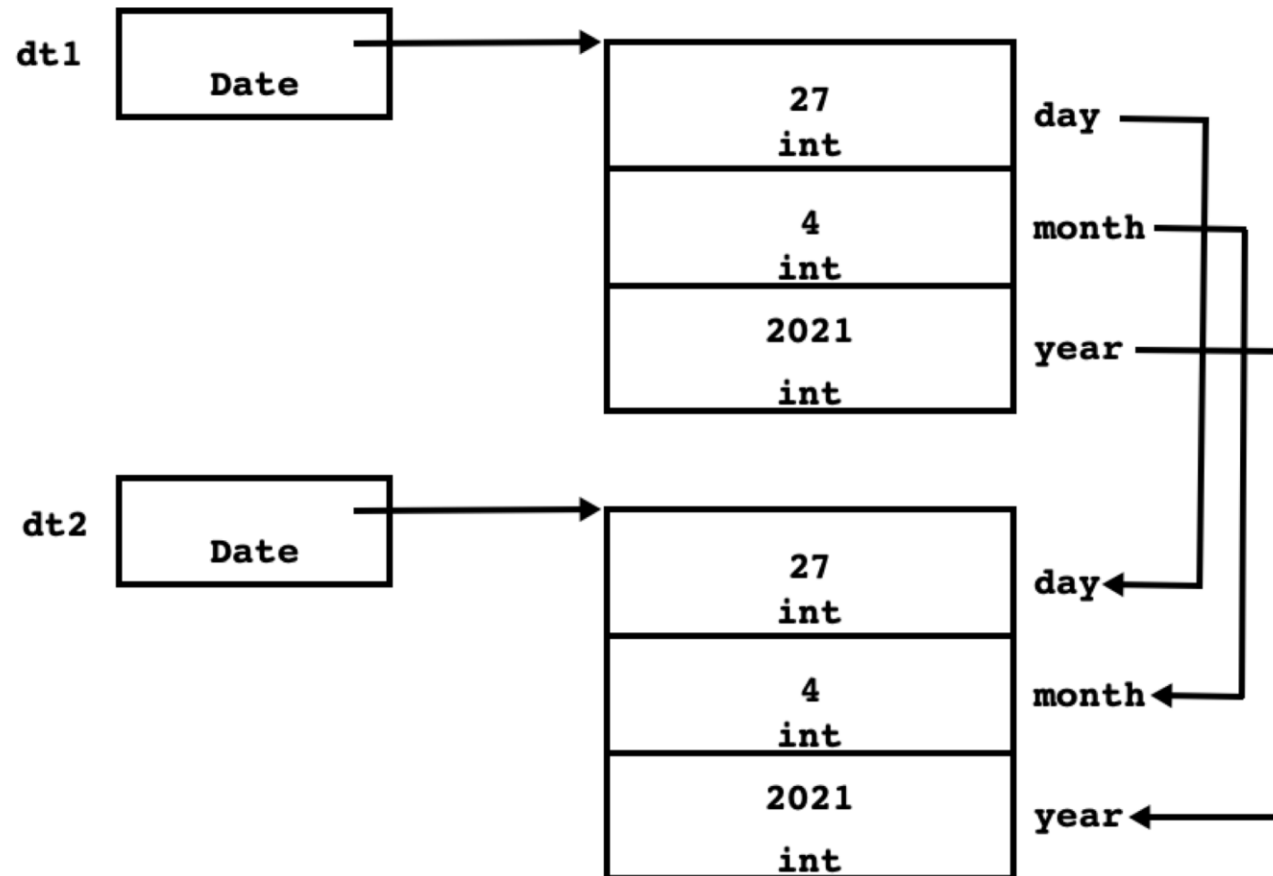 dt1
Date
27
int
day
4
int
month
2021
int
year
dt2
Date
27
int
day
4
int
month
2021
int
year